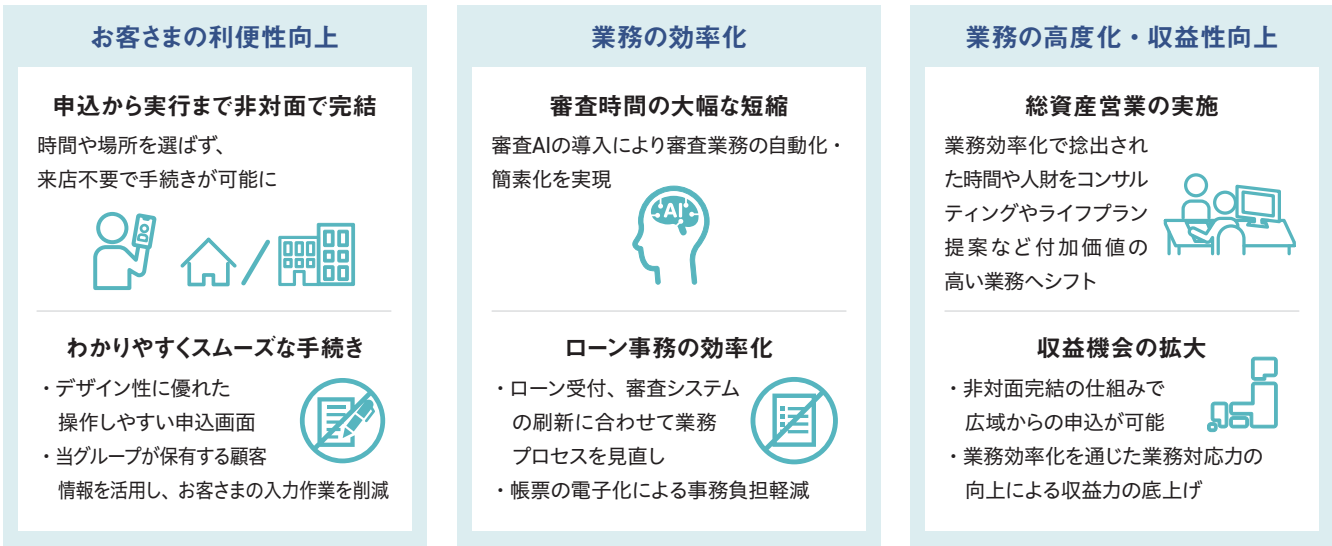 お客さまの利便性向上
申込から実行まで非対面で完結
時間や場所を選ばず、
来店不要で手続きが可能に
わかりやすくスムーズな手続き
・デザイン性に優れた
操作しやすい申込画面
・当グループが保有する顧客
情報を活用し、お客さまの入力作業を削減
業務の効率化
審査時間の大幅な短縮
審査AIの導入により審査業務の自動化・
簡素化を実現
AI
ローン事務の効率化
・ローン受付、審査システム
の刷新に合わせて業務
プロセスを見直し
・帳票の電子化による事務負担軽減
業務の高度化・収益性向上
総資産営業の実施
業務効率化で捻出され
た時間や人財をコンサル
ティングやライフプラン
提案など付加価値の
高い業務へシフト
収益機会の拡大
・非対面完結の仕組みで
広域からの申込が可能
・業務効率化を通じた業務対応力の
向上による収益力の底上げ